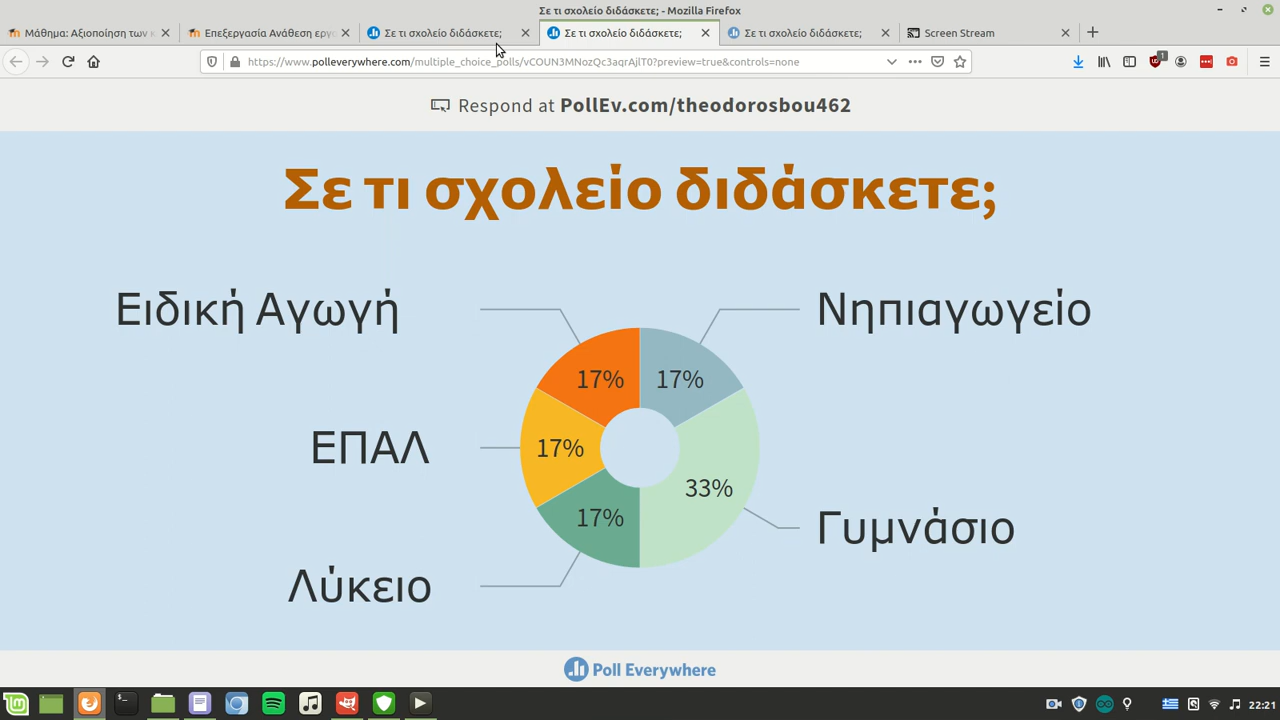 Σε τι σχολείο διδάσκετε; - Mozilla Firefox
Μάθημα: Αξιοποίηση των κ
Επεξεργασία Ανάθεση εργα
Σε τι σχολείο διδάσκετε;
Σε τι σχολείο διδάσκετε;
Σε τι σχολείο διδάσκετε;
Screen Stream
https://www.polleverywhere.com/multiple_choice_polls/vCOUN3MNozQc3aqrAjlT0?preview=true&controls=none
1
Respond at PollEv.com/theodorosbou462
Σε τι σχολείο διδάσκετε;
Ειδική Αγωγή
Νηπιαγωγείο
17%
17%
ΕΠΑΛ
17%
33%
17%
Γυμνάσιο
Λύκειο
Poll Everywhere
22:21